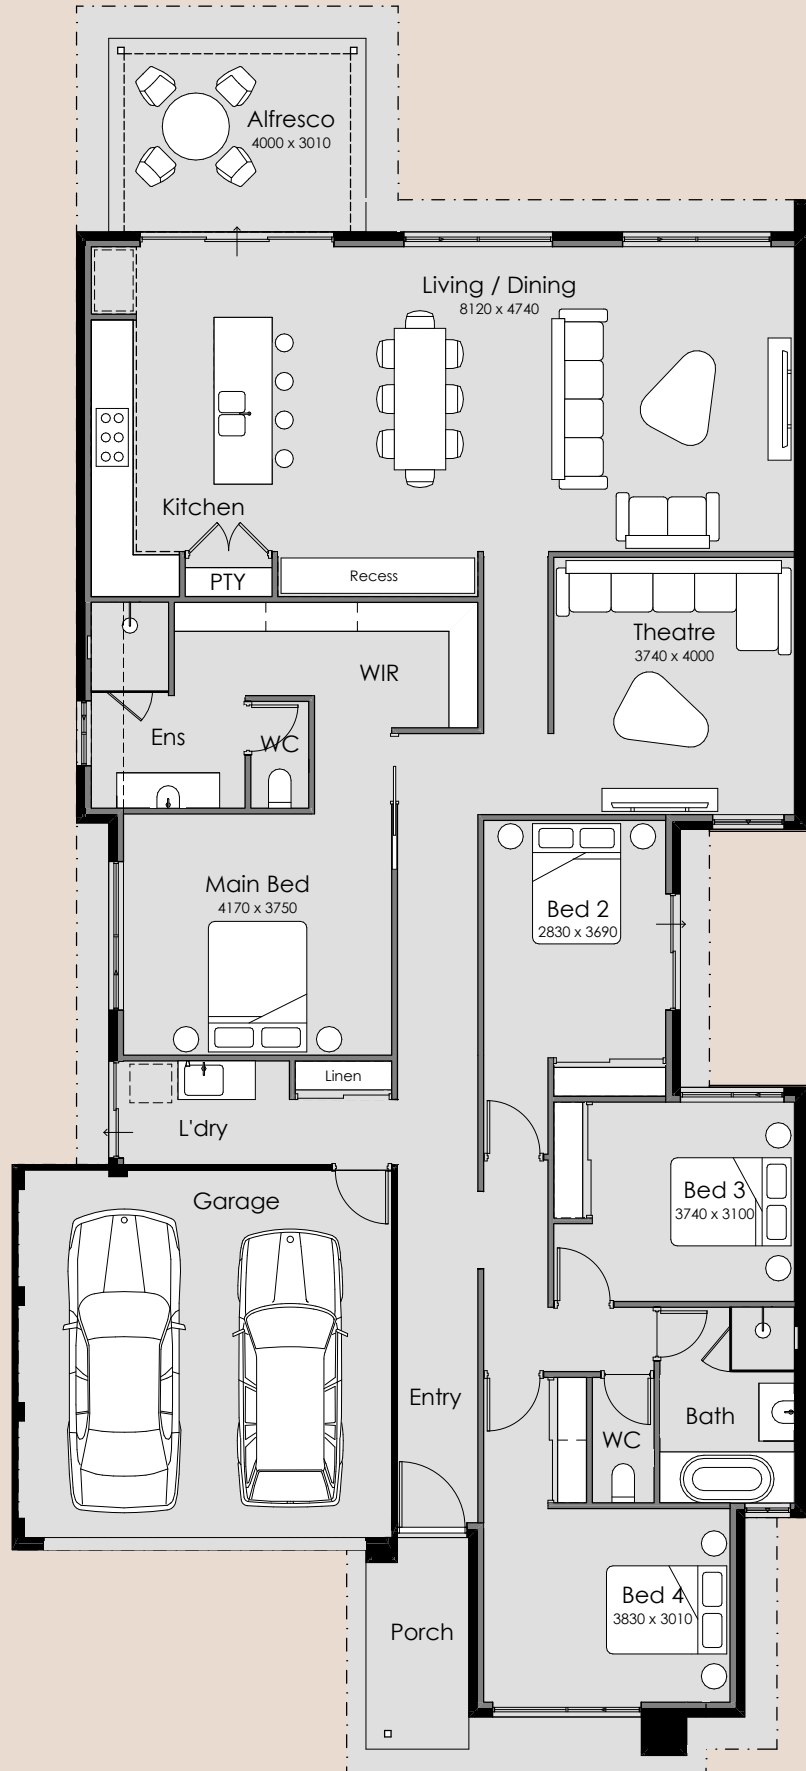 Alfresco
4000 x 3010
Living / Dining
8120 x 4740
Kitchen
PTY
Recess
Theatre
3740 x 4000
WIR
Ens
WC
Main Bed
4170 x 3750
Bed 2
2830 x 3690
Linen
L'dry
Bed 3
3740 x 3100
Garage
Entry
Bath
WC
Bed 4
3830 x 3010
Porch